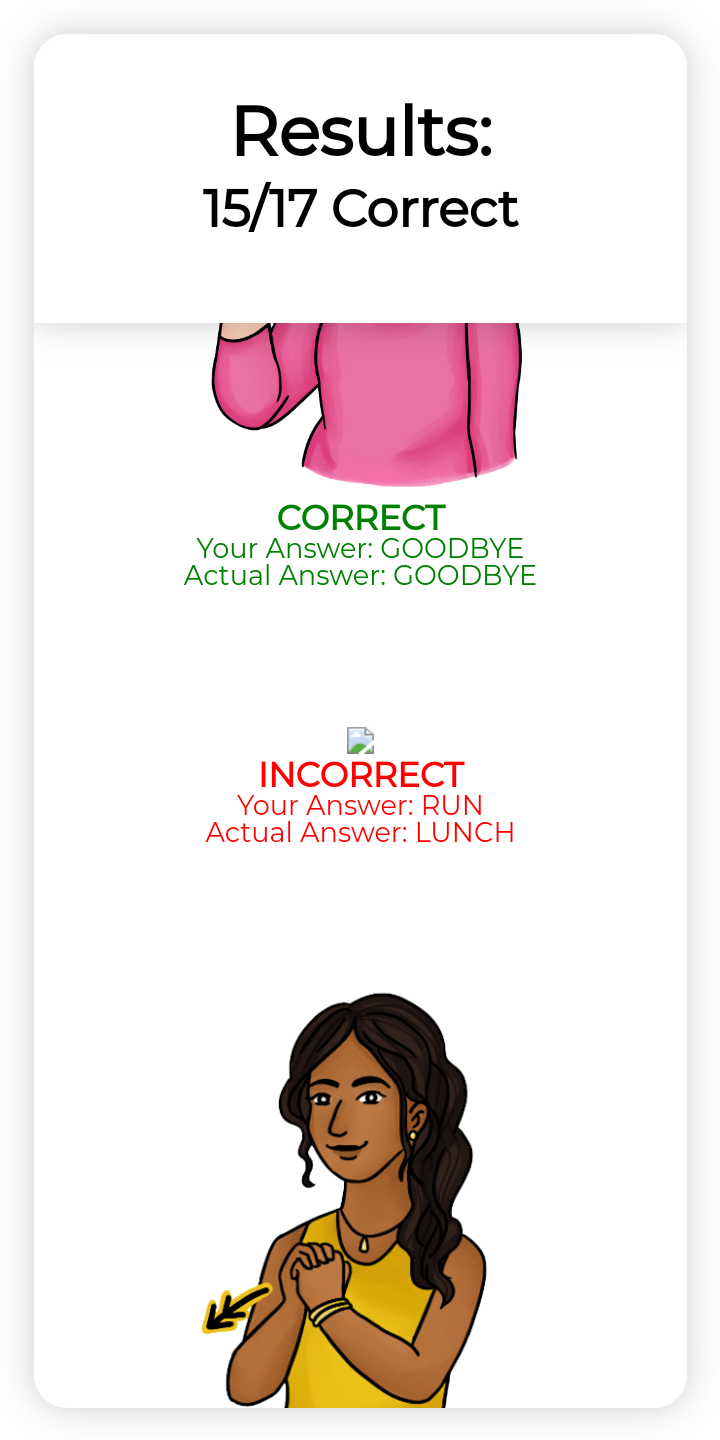 Results:
15/17 Correct
CORRECT
Your Answer: GOODBYE
Actual Answer: GOODBYE
INCORRECT
Your Answer: RUN
Actual Answer: LUNCH